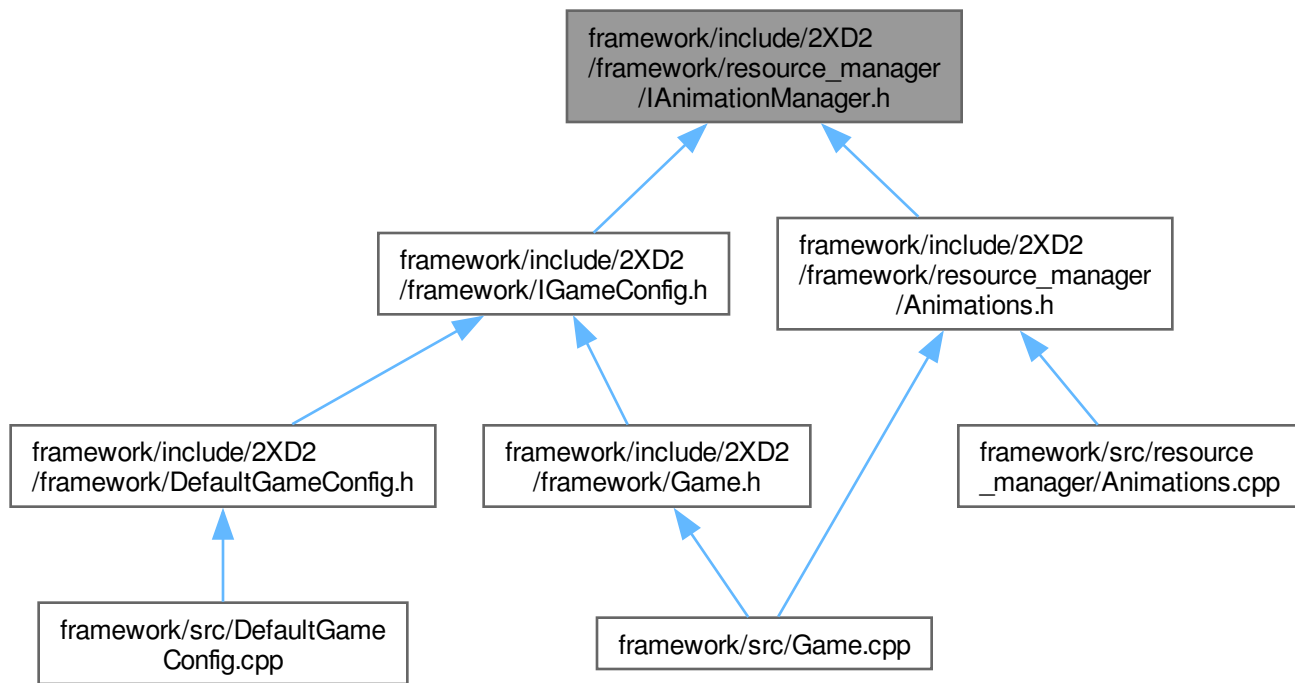 framework/include/2XD2
/framework/resource_manager
/IAnimationManager.h
framework/include/2XD2
/framework/IGameConfig.h
framework/include/2XD2
/framework/resource_manager
/Animations.h
framework/include/2XD2
/framework/DefaultGameConfig.h
framework/include/2XD2
/framework/Game.h
framework/src/resource
_manager/Animations.cpp
framework/src/DefaultGame
Config.cpp
framework/src/Game.cpp